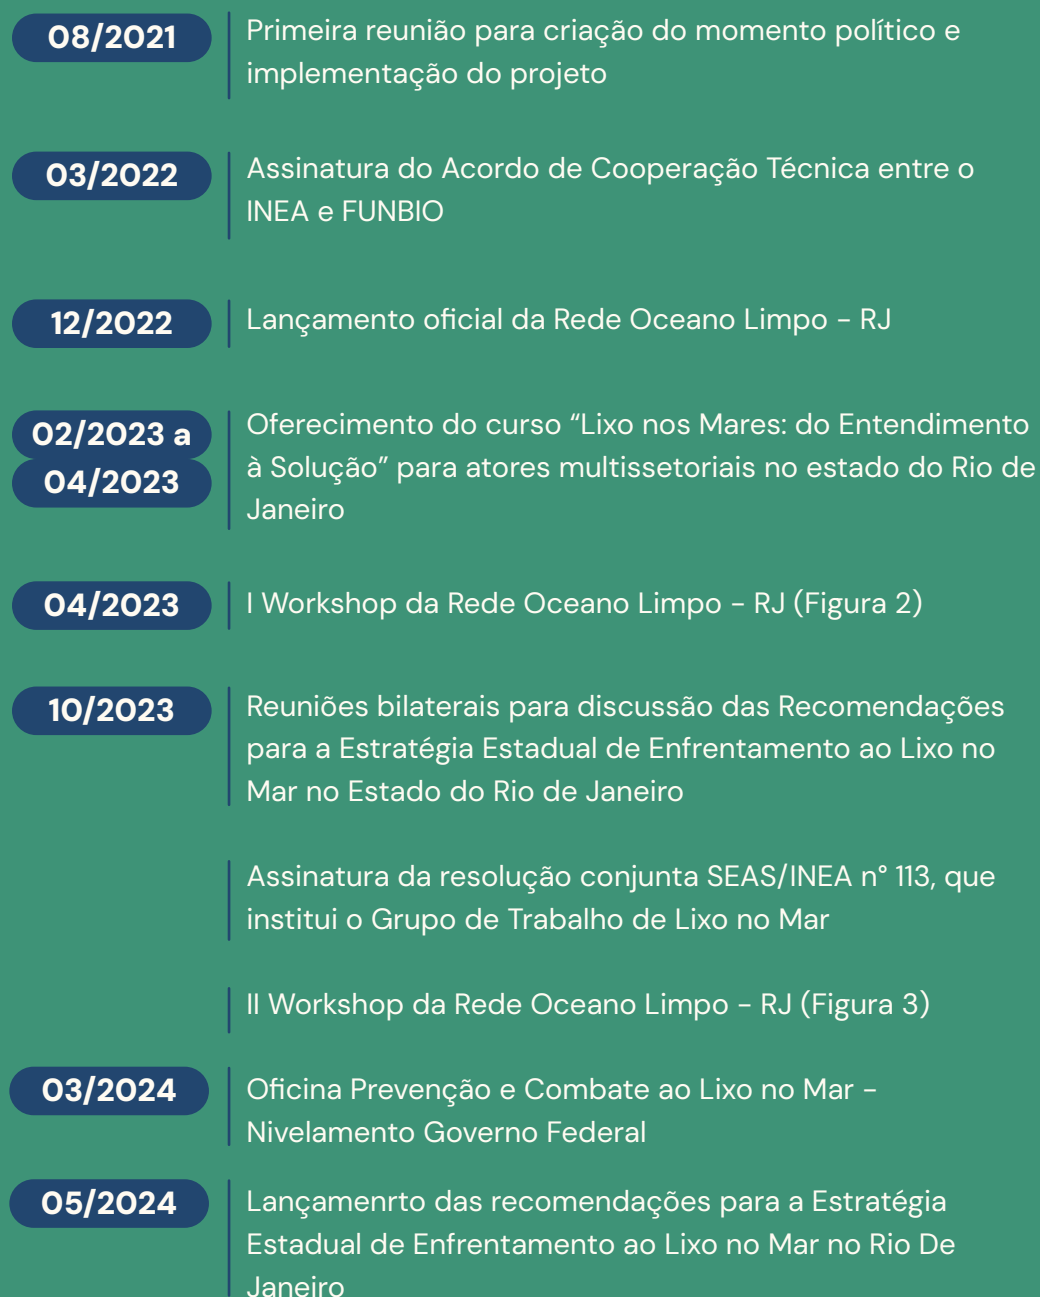 08/2021
Primeira reunião para criação do momento político e
implementação do projeto
03/2022
Assinatura do Acordo de Cooperação Técnica entre o
INEA e FUNBIO
12/2022
Lançamento oficial da Rede Oceano Limpo - RJ
02/2023 a
04/2023
Oferecimento do curso “Lixo nos Mares: do Entendimento
à Solução” para atores multissetoriais no estado do Rio de
Janeiro
04/2023
I Workshop da Rede Oceano Limpo - RJ (Figura 2)
10/2023
Reuniões bilaterais para discussão das Recomendações
para a Estratégia Estadual de Enfrentamento ao Lixo no
Mar no Estado do Rio de Janeiro
Assinatura da resolução conjunta SEAS/INEA n° 113, que
institui o Grupo de Trabalho de Lixo no Mar
II Workshop da Rede Oceano Limpo - RJ (Figura 3)
03/2024
Oficina Prevenção e Combate ao Lixo no Mar -
Nivelamento Governo Federal
05/2024
Lançamenrto das recomendações para a Estratégia
Estadual de Enfrentamento ao Lixo no Mar no Rio De
Janeiro